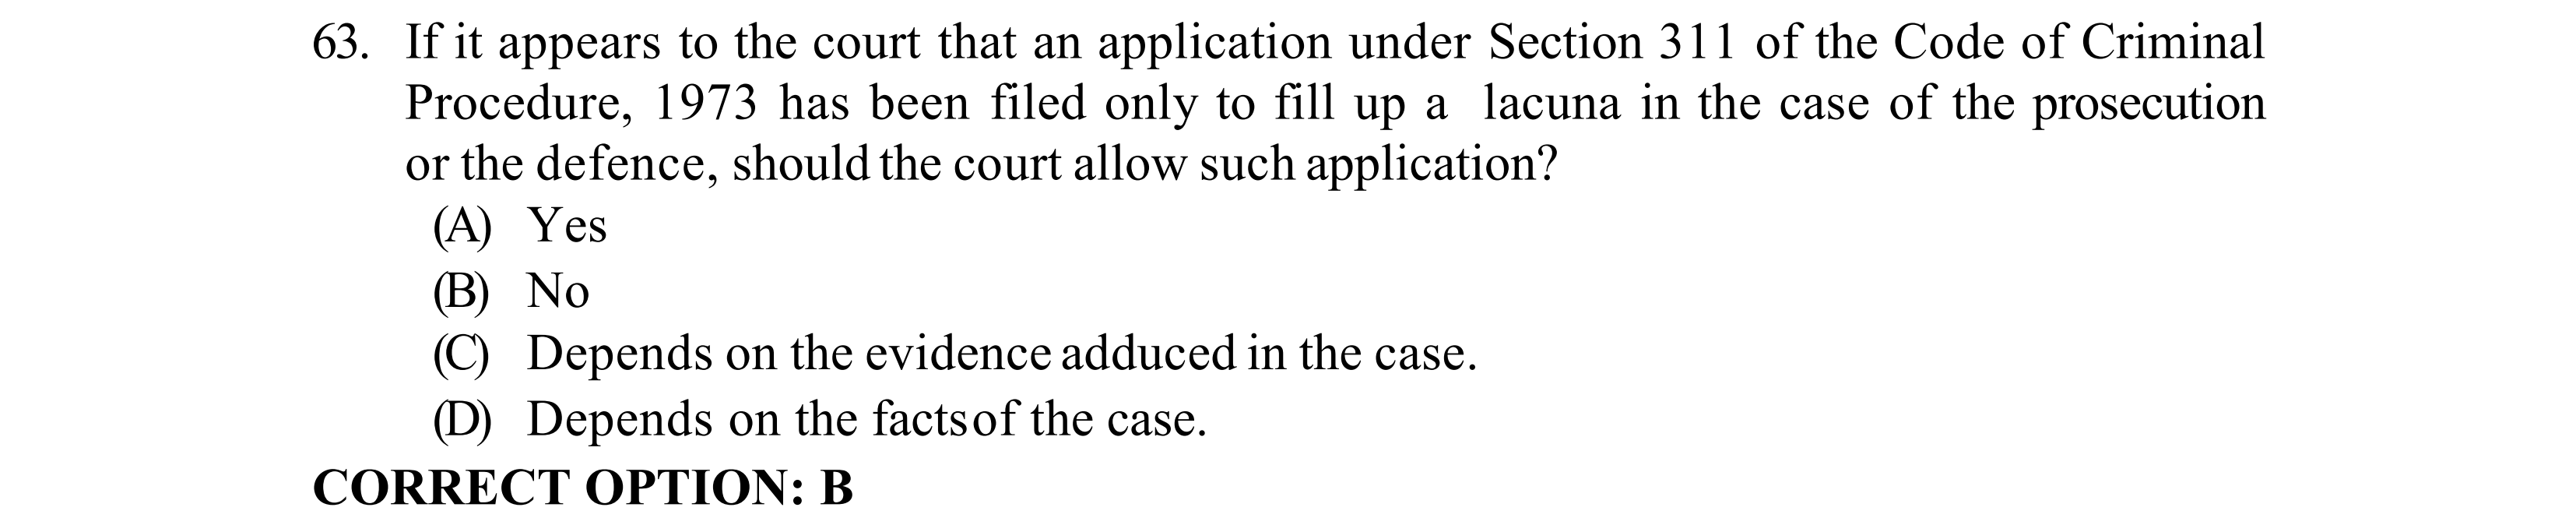 63. If it appears to the court that an application under Section 311 of the Code of Criminal
Procedure, 1973 has been filed only to fill up a lacuna in the case of the prosecution
or the defence, should the court allow such application?
(A) Yes
(B) No
(C) Depends on the evidence adduced in the case.
(D) Depends on the facts of the case.
CORRECT OPTION: B